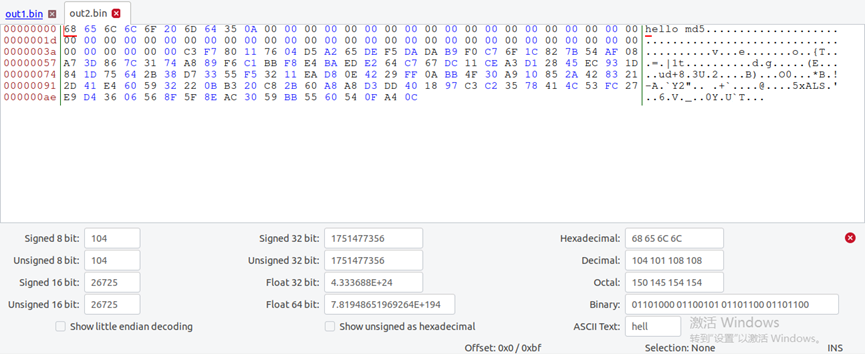 out1.bin out2.bin
00000000 68 65 6C 6C 6F 20 6D 64 35 0A 00 00 00 00 00 00 00 00 00 00 00 00 00 00 00 00 00 00 00 hello md5....................
0000001d 00 00 00 00 00 00 00 00 00 00 00 00 00 00 00 00 00 00 00 00 00 00 00 00 00 00 00 00 00 .............................
0000003a 00 00 00 00 00 00 C3 F7 80 11 76 04 D5 A2 65 DE F5 DA DA B9 F0 C7 6F 1C 82 7B 54 AF 08 ..........v...e.......o..{T..
00000057 A7 3D 86 7C 31 74 A8 89 F6 C1 BB F8 E4 BA ED E2 64 C7 67 DC 11 CE A3 D1 28 45 EC 93 1D .=.|1t..........d.g.....(E...
00000074 84 1D 75 64 2B 38 D7 33 55 F5 32 11 EA D8 0E 42 29 FF 0A BB 4F 30 A9 10 85 2A 42 83 21 ..ud+8.3U.2....B)...O0...*B.!
00000091 2D 41 E4 60 59 32 22 0B B3 20 C8 2B 60 A8 A8 D3 DD 40 18 97 C3 C2 35 78 41 4C 53 FC 27 -A.`Y2".. .+`....@....5xALS.'
000000ae E9 D4 36 06 56 8F 5F 8E AC 30 59 BB 55 60 54 0F A4 0C ..6.V._..0Y.U`T...
Signed 8 bit: 104 Signed 32 bit: 1751477356 Hexadecimal: 68 65 6C 6C
Unsigned 8 bit: 104 Unsigned 32 bit: 1751477356 Decimal: 104 101 108 108
Signed 16 bit: 26725 Float 32 bit: 4.333688E+24 Octal: 150 145 154 154
Unsigned 16 bit: 26725 Float 64 bit: 7.81948651969264E+194 Binary: 01101000 01100101 01101100 01101100
Show little endian decoding Show unsigned as hexadecimal ASCII Text: hell
激活 Windows
转到"设置"以激活 Windows。
Offset: 0x0 / 0xbf Selection: None INS